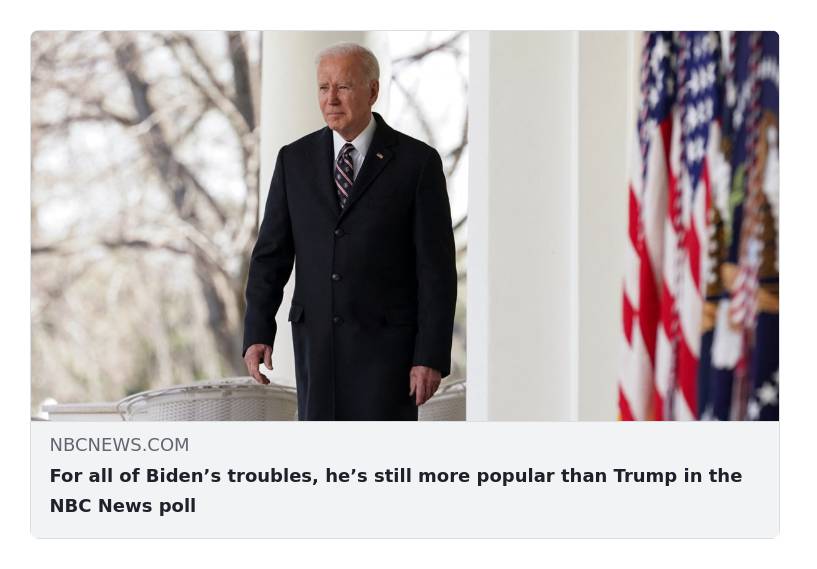 NBCNEWS.COM
For all of Biden’s troubles, he’s still more popular than Trump in the
NBC News poll